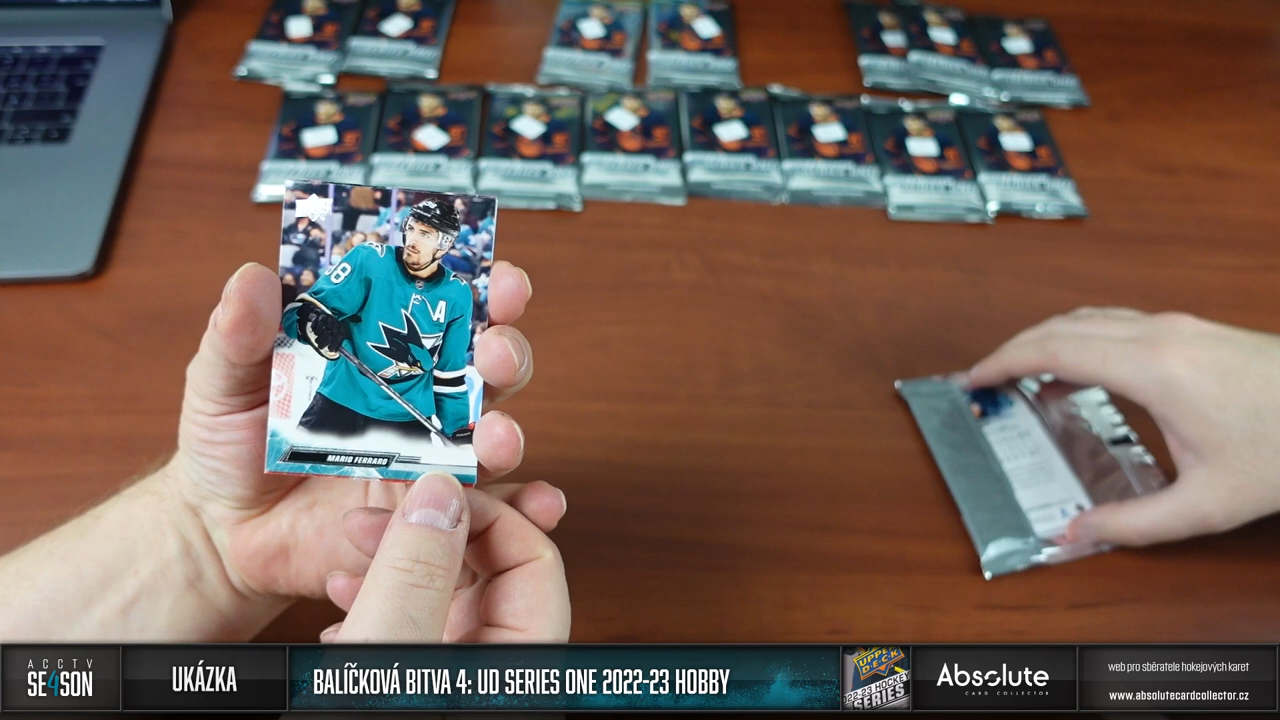 38
A
MARIO FERRARO
ACCTV
SE4SON
UKÁZKA
BALÍČKOVÁ BITVA 4: UD SERIES ONE 2022-23 HOBBY
UPPER
DECK
22-23 HOCKEY
SERIES
Absolute
CARD COLLECTOR
web pro sběratele hokejových karet
www.absolutecardcollector.cz